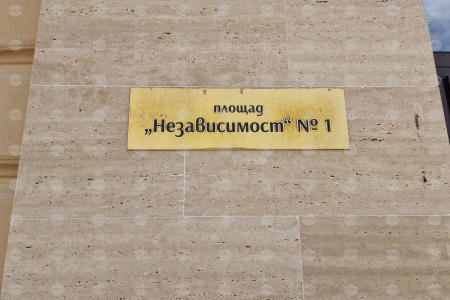 площад
„Независимост“ № 1